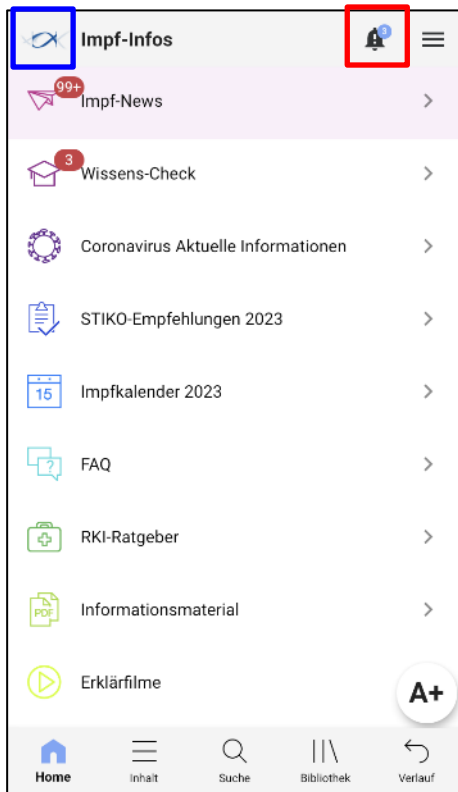 Impf-Infos
3
99+
Impf-News
3
Wissens-Check
Coronavirus Aktuelle Informationen
STIKO-Empfehlungen 2023
15
Impfkalender 2023
?
FAQ
RKI-Ratgeber
PDF
Informationsmaterial
Erklärfilme
A+
Home
Inhalt
Suche
Bibliothek
Verlauf